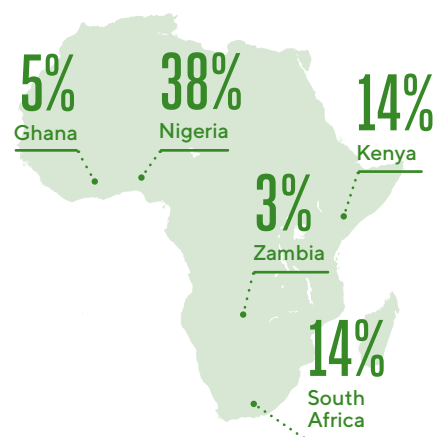 5%
Ghana
38%
Nigeria
14%
Kenya
3%
Zambia
14%
South
Africa